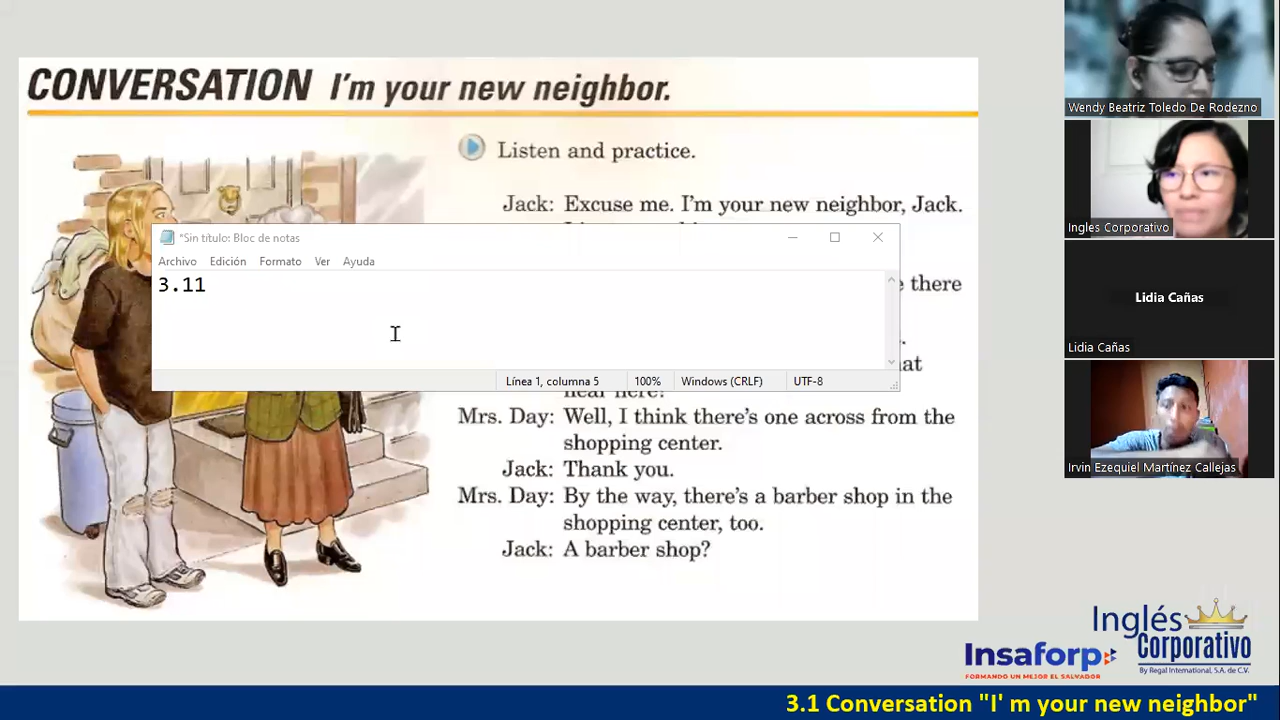 CONVERSATION I'm your new neighbor.
Listen and practice.
Jack: Excuse me. I'm your new neighbor, Jack.
*Sin título: Bloc de notas
Archivo Edición Formato Ver Ayuda
3.11
there
Línea 1, columna 5 100% Windows (CRLF) UTF-8
near here?
Mrs. Day: Well, I think there's one across from the
shopping center.
Jack: Thank you.
Mrs. Day: By the way, there's a barber shop in the
shopping center, too.
Jack: A barber shop?
Wendy Beatriz Toledo De Rodezno
Ingles Corporativo
Lidia Cañas
Lidia Cañas
Irvin Ezequiel Martínez Callejas
Insaforp
FORMANDO UN MEJOR EL SALVADOR
Inglés
Corporativo
By Regal International, S.A. de C.V.
3.1 Conversation "I' m your new neighbor"